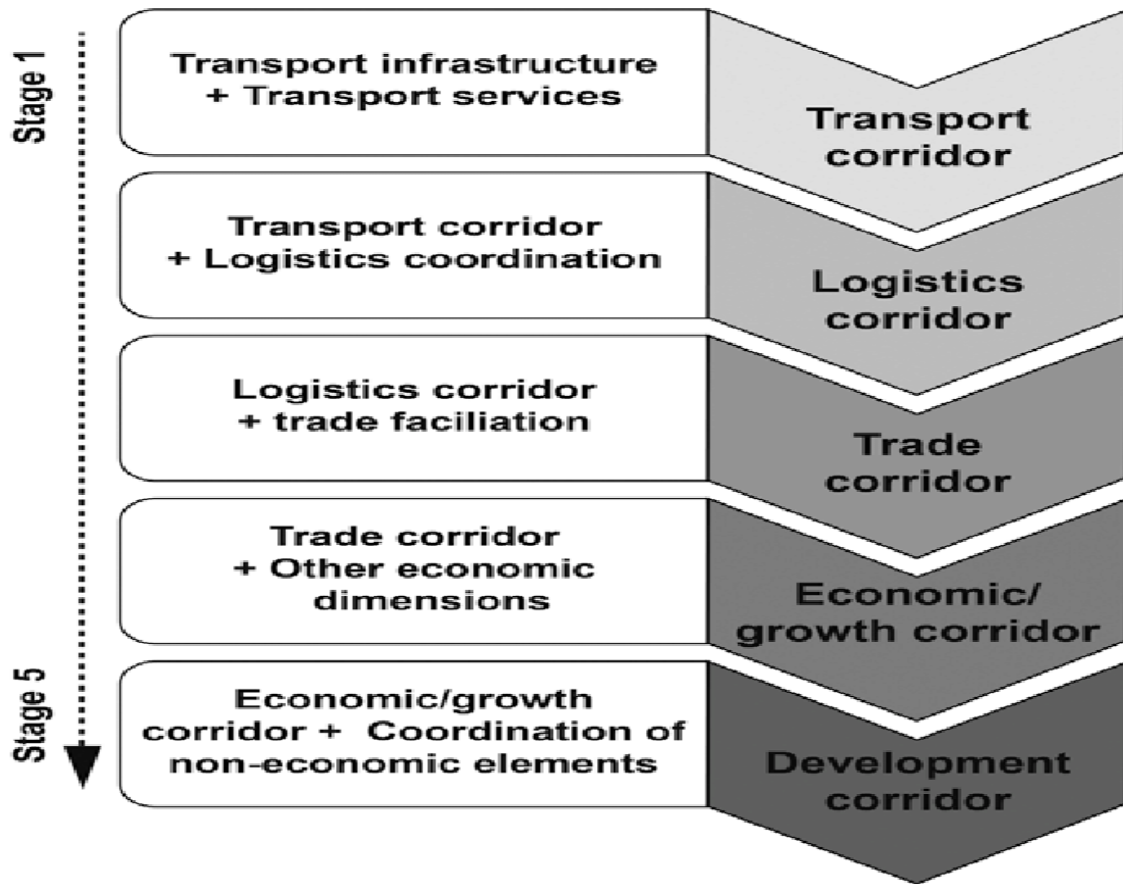 Stage 1
Transport infrastructure
+ Transport services
Transport
corridor
Transport corridor
+ Logistics coordination
Logistics
corridor
Logistics corridor
+ trade faciliation
Trade
corridor
Trade corridor
+ Other economic
dimensions
Economic/
growth corridor
Stage 5
Economic/growth
corridor + Coordination of
non-economic elements
Development
corridor